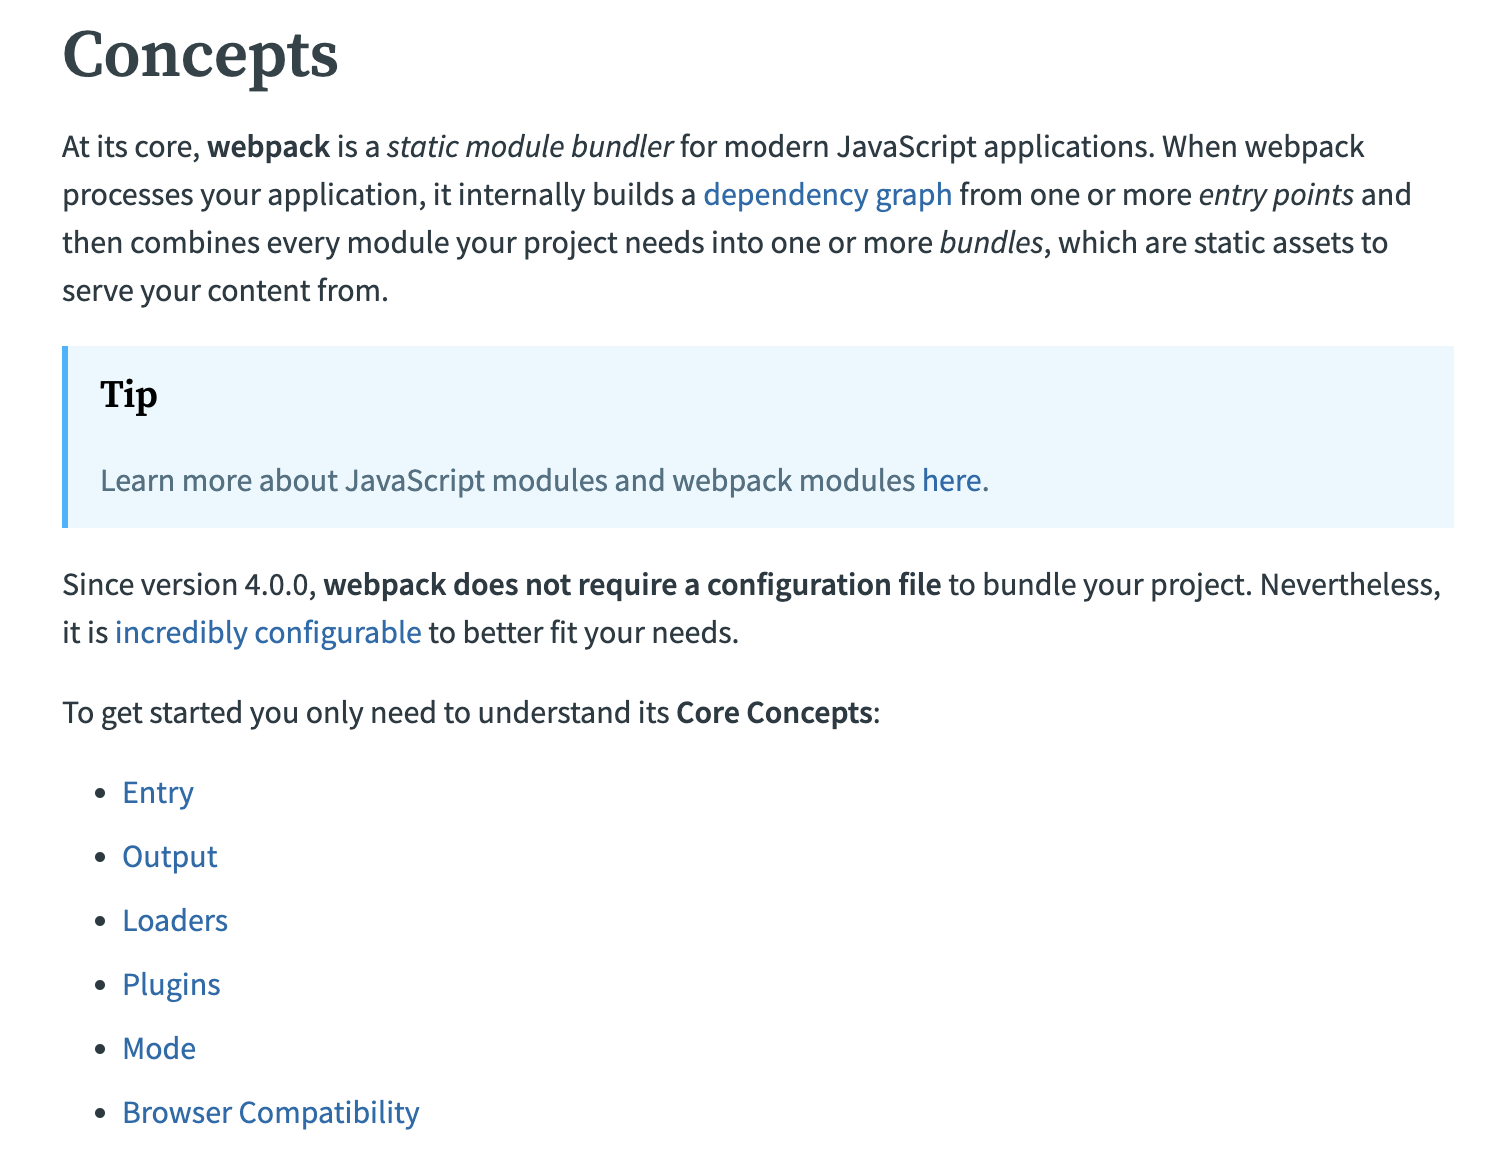 Concepts
At its core, webpack is a static module bundler for modern JavaScript applications. When webpack
processes your application, it internally builds a dependency graph from one or more entry points and
then combines every module your project needs into one or more bundles, which are static assets to
serve your content from.
Tip
Learn more about JavaScript modules and webpack modules here.
Since version 4.0.0, webpack does not require a configuration file to bundle your project. Nevertheless,
it is incredibly configurable to better fit your needs.
To get started you only need to understand its Core Concepts:
• Entry
• Output
• Loaders
• Plugins
• Mode
• Browser Compatibility